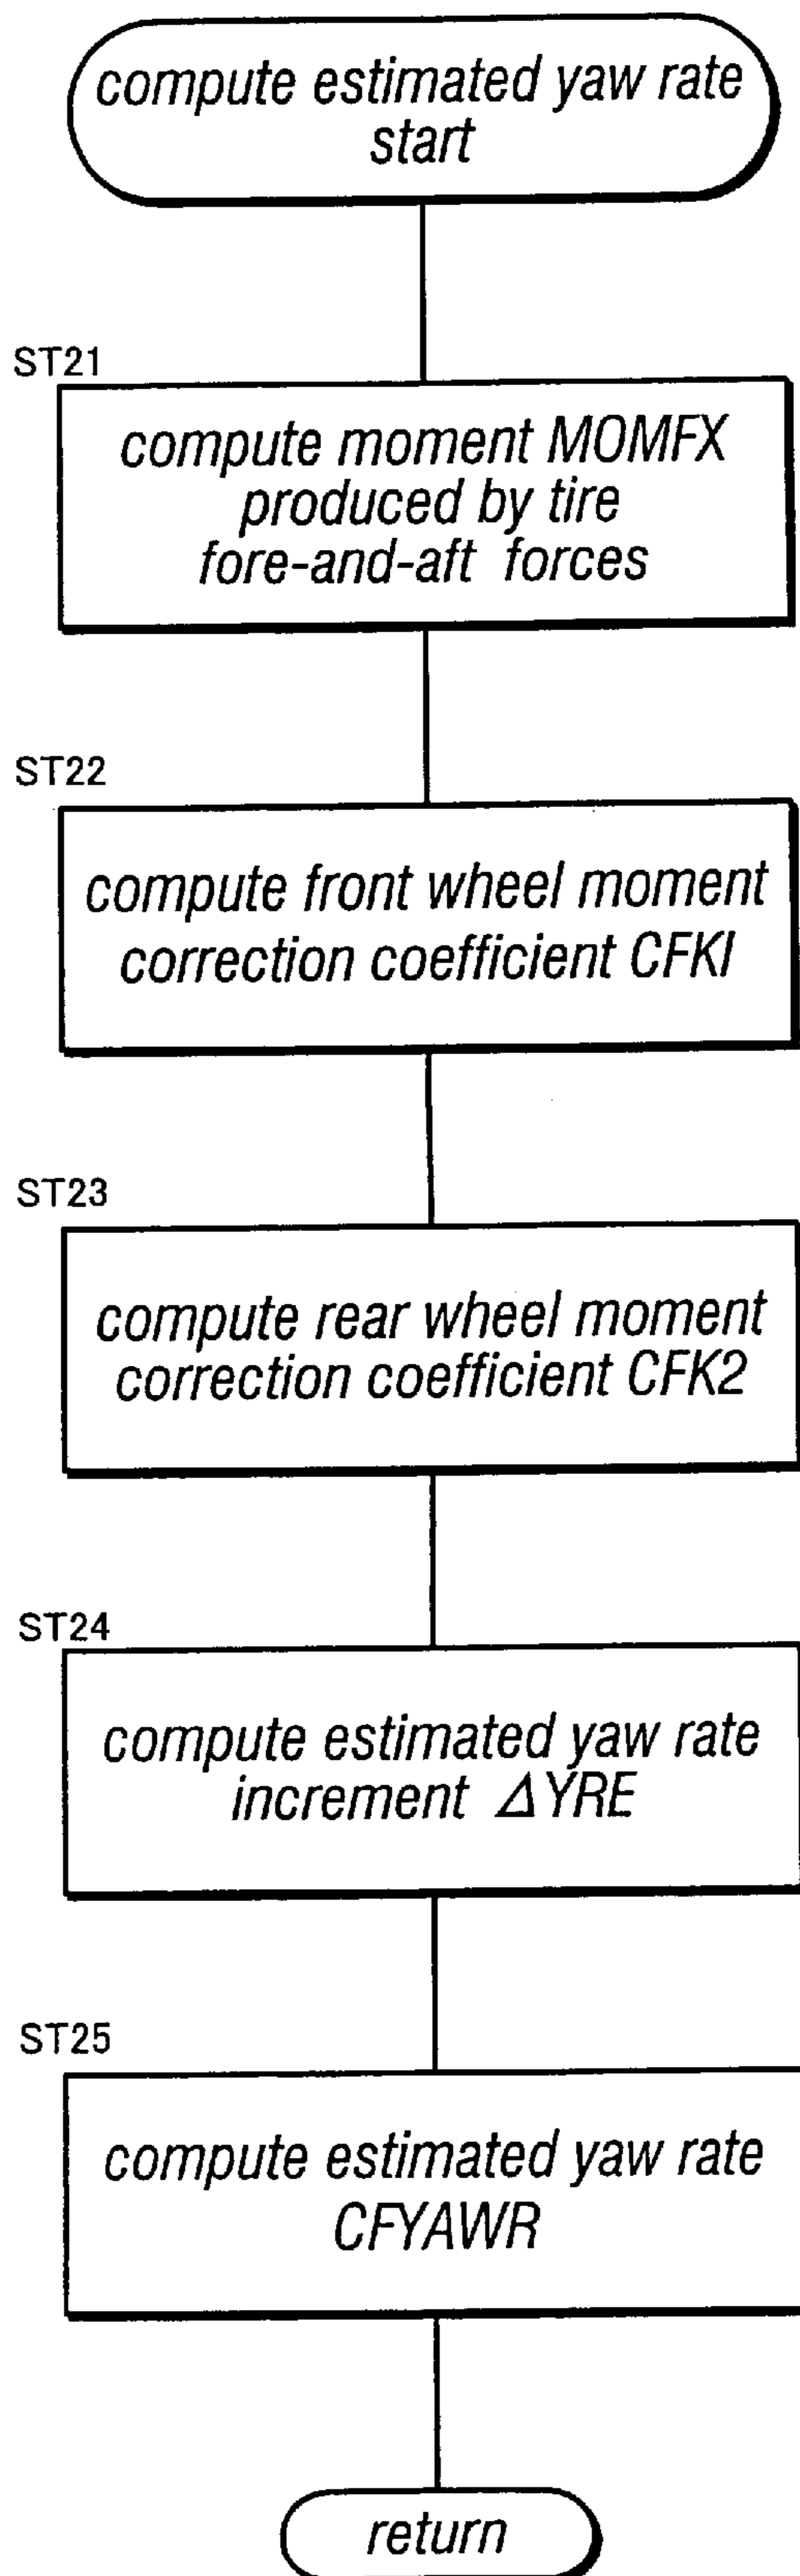 compute estimated yaw rate
start
ST21
compute moment MOMFX
produced by tire
fore-and-aft forces
ST22
compute front wheel moment
correction coefficient CFKI
ST23
compute rear wheel moment
correction coefficient CFK2
ST24
compute estimated yaw rate
increment ΔYRE
ST25
compute estimated yaw rate
CFYAWR
return